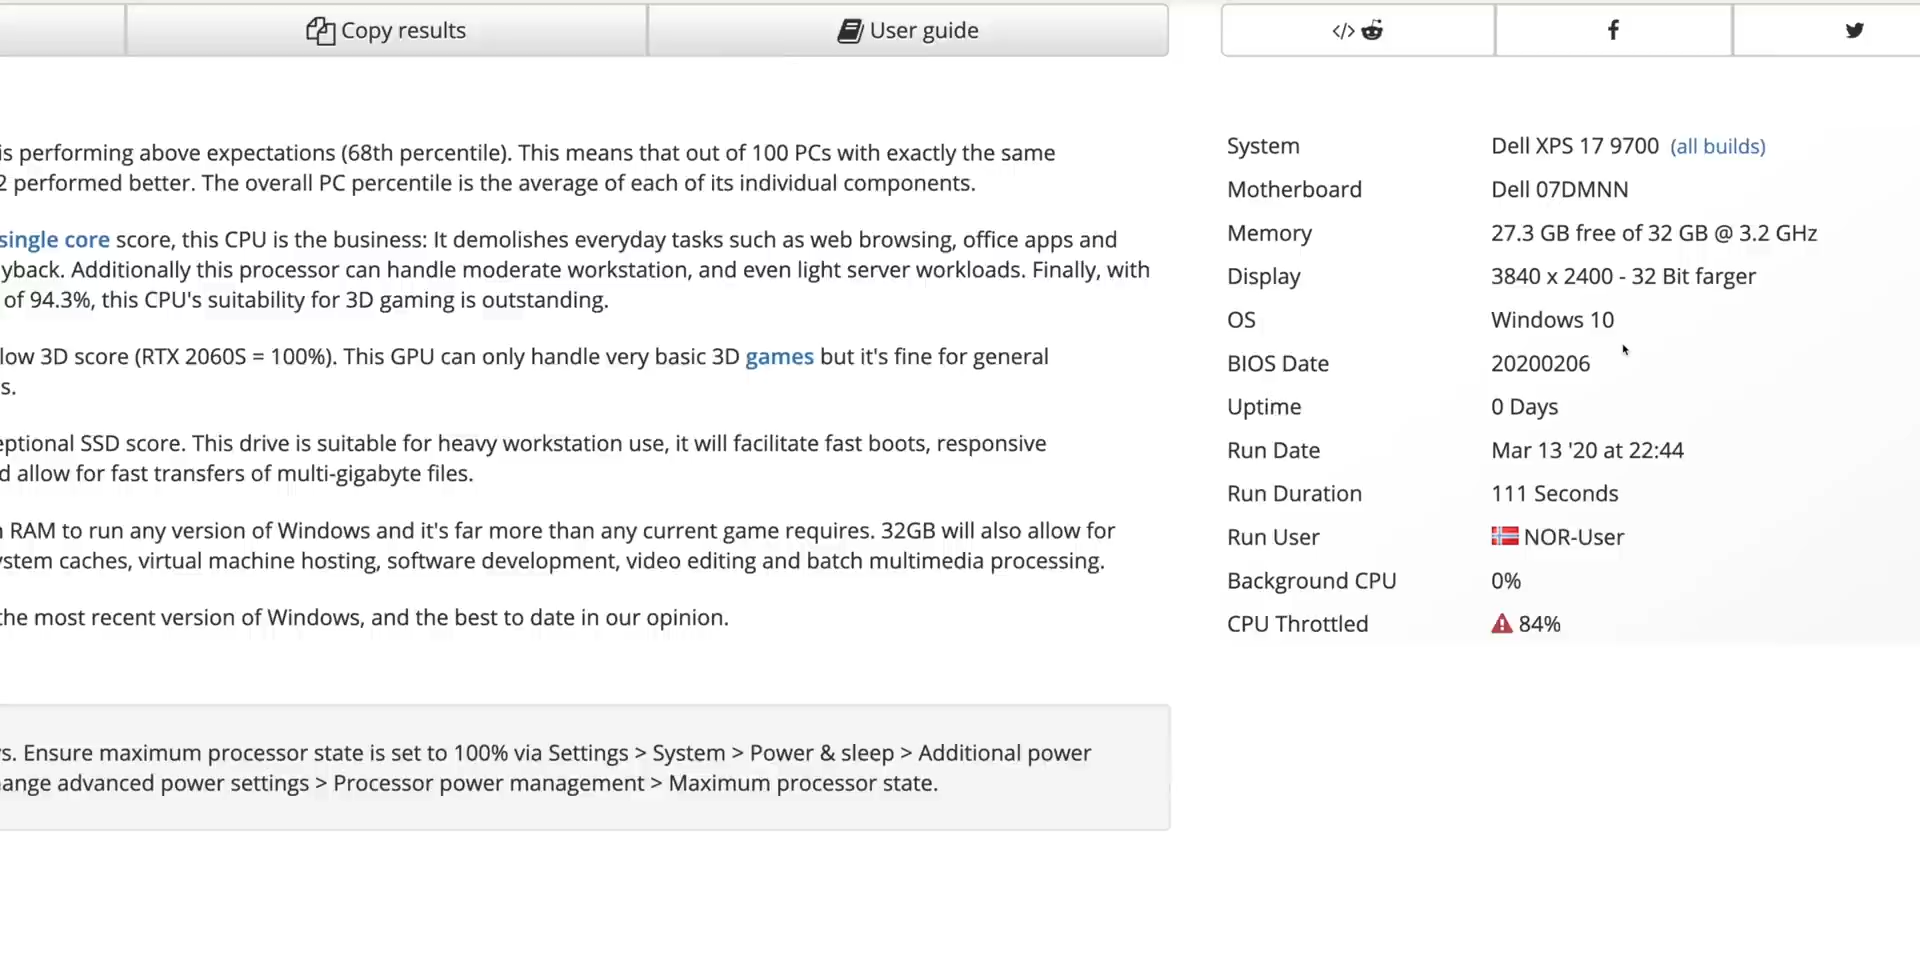 Copy results
User guide
</>
is performing above expectations (68th percentile). This means that out of 100 PCs with exactly the same
2 performed better. The overall PC percentile is the average of each of its individual components.
single core score, this CPU is the business: It demolishes everyday tasks such as web browsing, office apps and
yback. Additionally this processor can handle moderate workstation, and even light server workloads. Finally, with
of 94.3%, this CPU's suitability for 3D gaming is outstanding.
low 3D score (RTX 2060S = 100%). This GPU can only handle very basic 3D games but it's fine for general
s.
eptional SSD score. This drive is suitable for heavy workstation use, it will facilitate fast boots, responsive
d allow for fast transfers of multi-gigabyte files.
RAM to run any version of Windows and it's far more than any current game requires. 32GB will also allow for
ystem caches, virtual machine hosting, software development, video editing and batch multimedia processing.
the most recent version of Windows, and the best to date in our opinion.
s. Ensure maximum processor state is set to 100% via Settings > System > Power & sleep > Additional power
ange advanced power settings > Processor power management > Maximum processor state.
System Dell XPS 17 9700 (all builds)
Motherboard Dell 07DMNN
Memory 27.3 GB free of 32 GB @ 3.2 GHz
Display 3840 x 2400 - 32 Bit farger
OS Windows 10
BIOS Date 20200206
Uptime 0 Days
Run Date Mar 13 '20 at 22:44
Run Duration 111 Seconds
Run User NOR-User
Background CPU 0%
CPU Throttled 84%